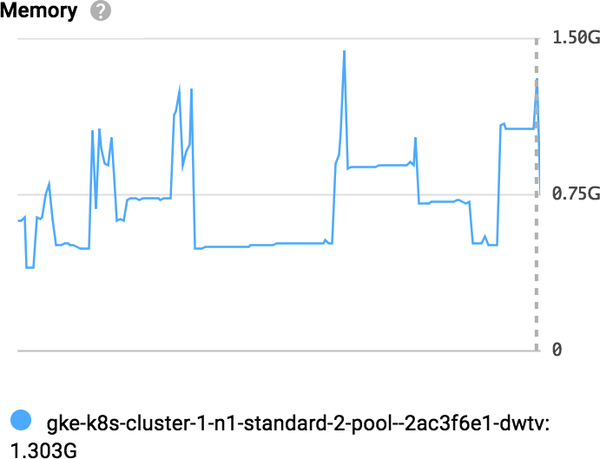 Memory ?
1.50G
0.75G
0
gke-k8s-cluster-1-n1-standard-2-pool--2ac3f6e1-dwtv:
1.303G